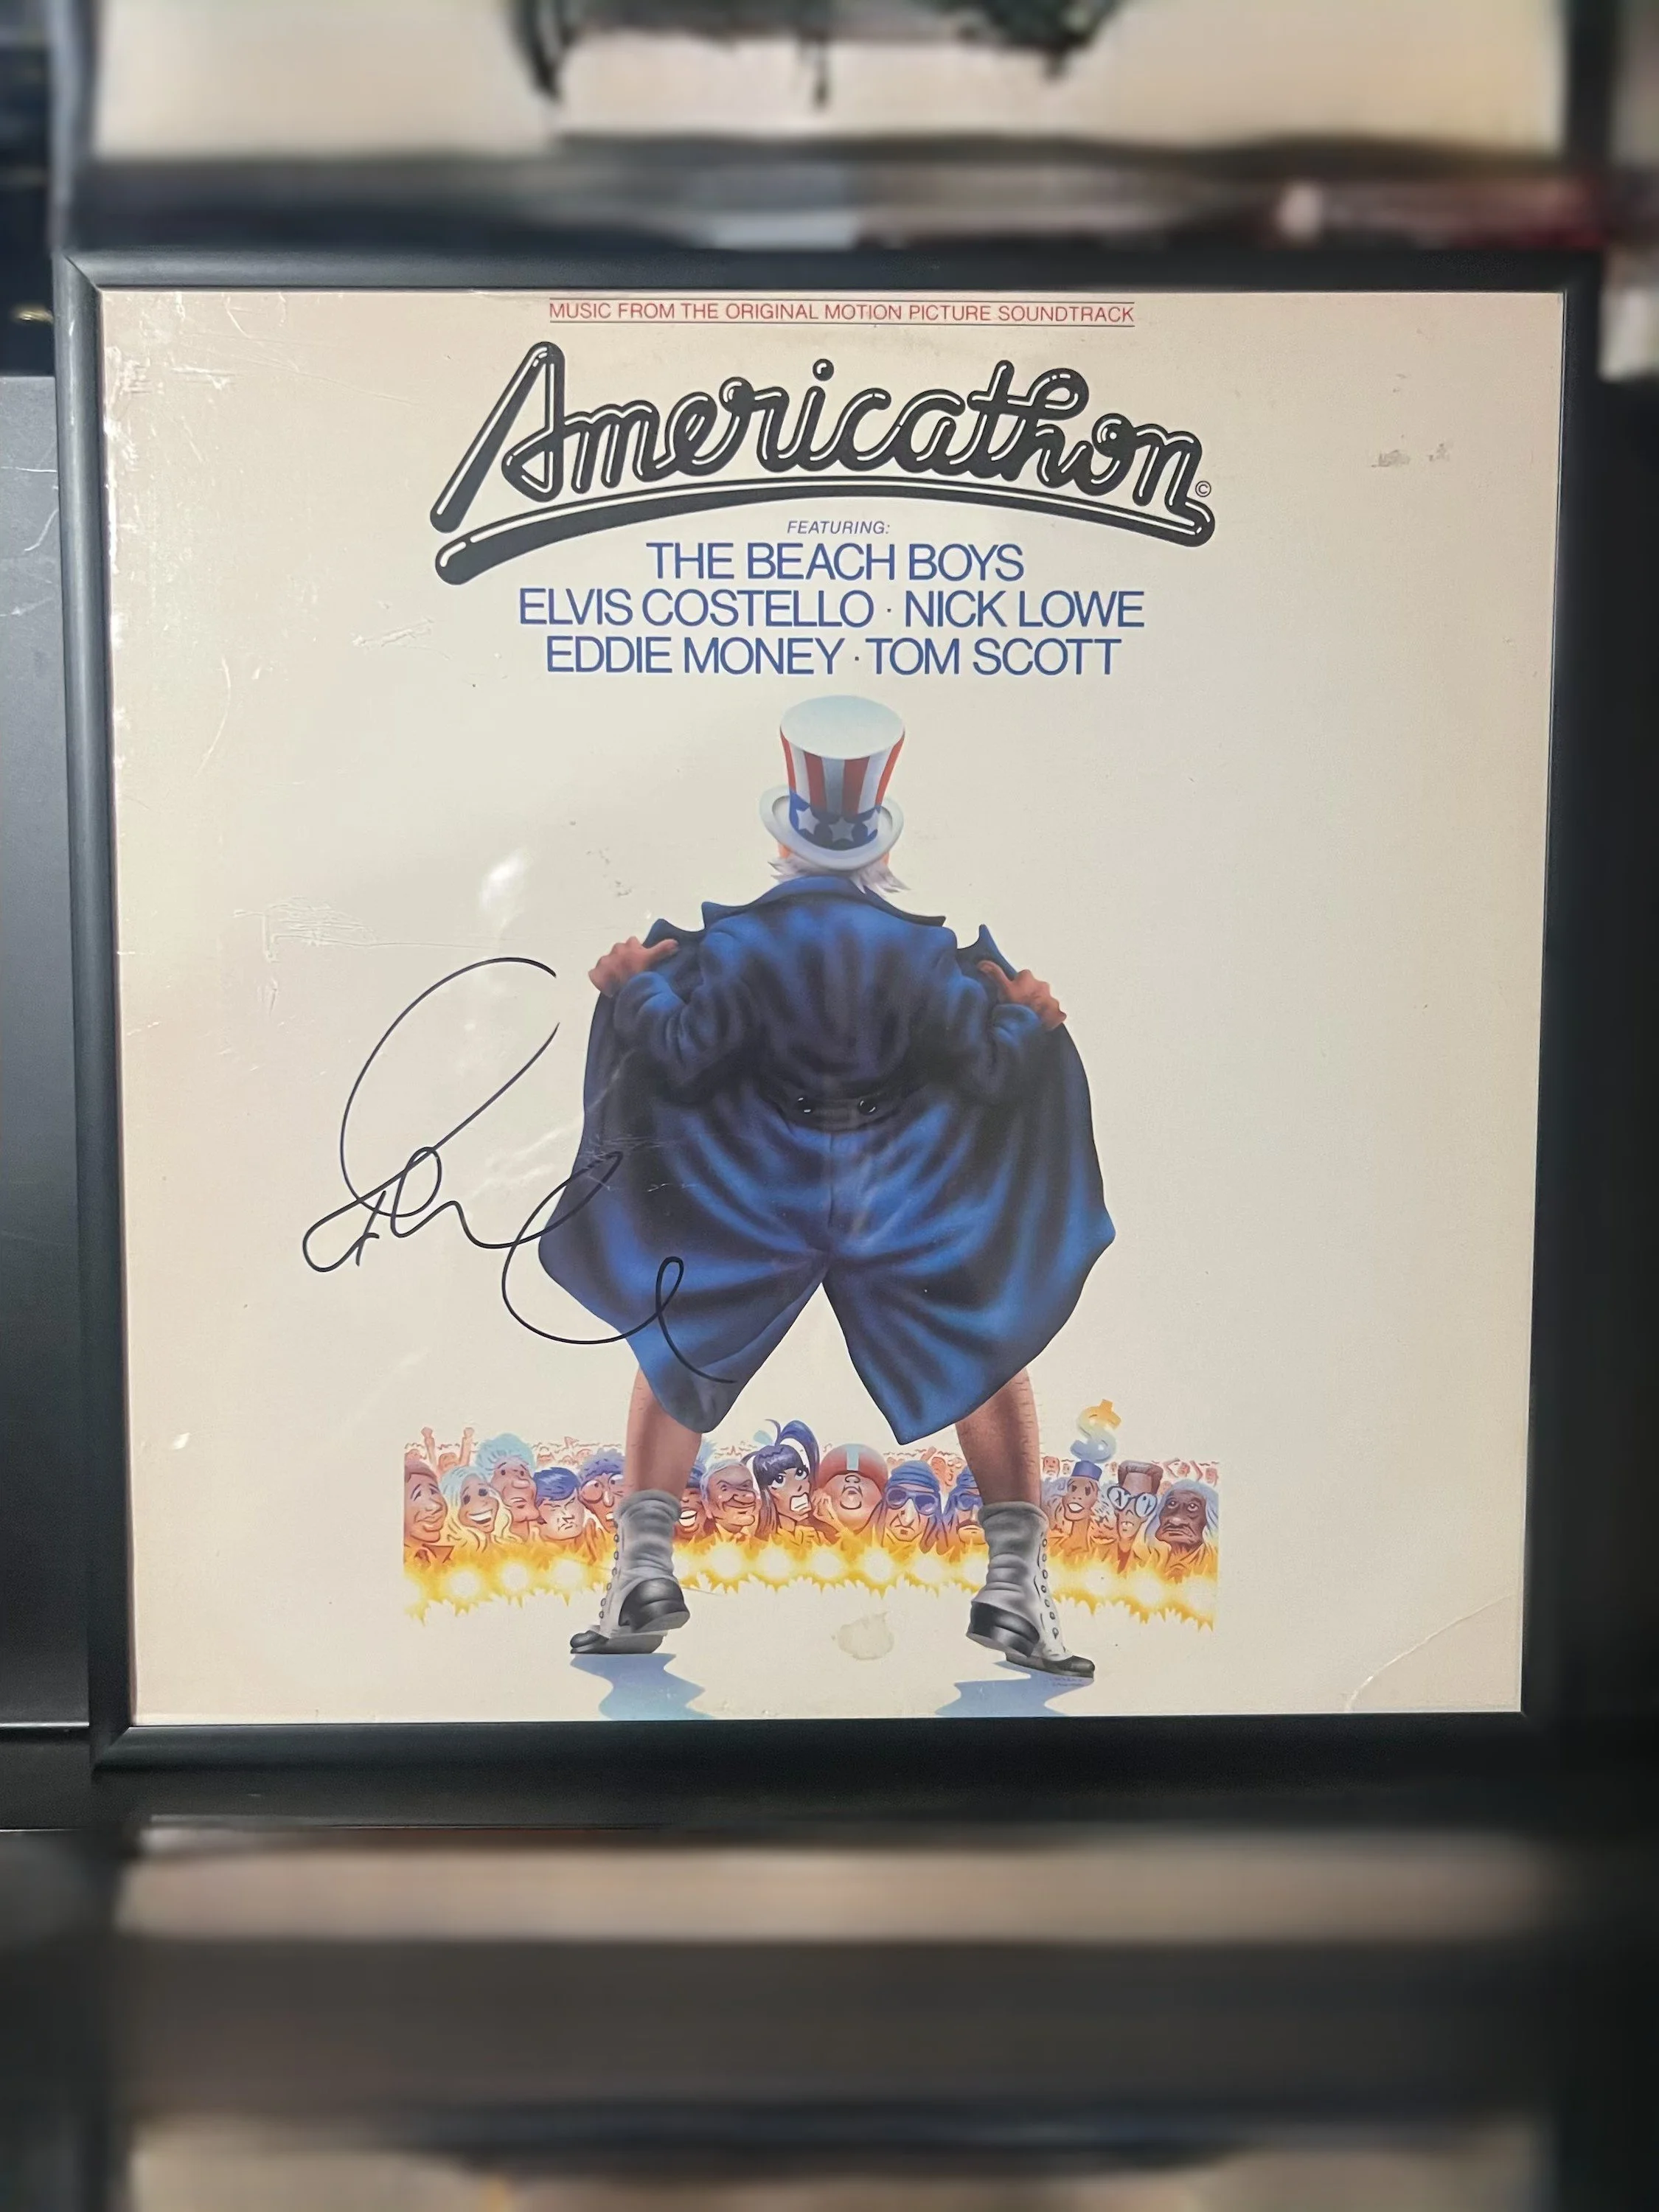 MUSIC FROM THE ORIGINAL MOTION PICTURE SOUNDTRACK
Americathon©
FEATURING:
THE BEACH BOYS
ELVIS COSTELLO · NICK LOWE
EDDIE MONEY · TOM SCOTT
$